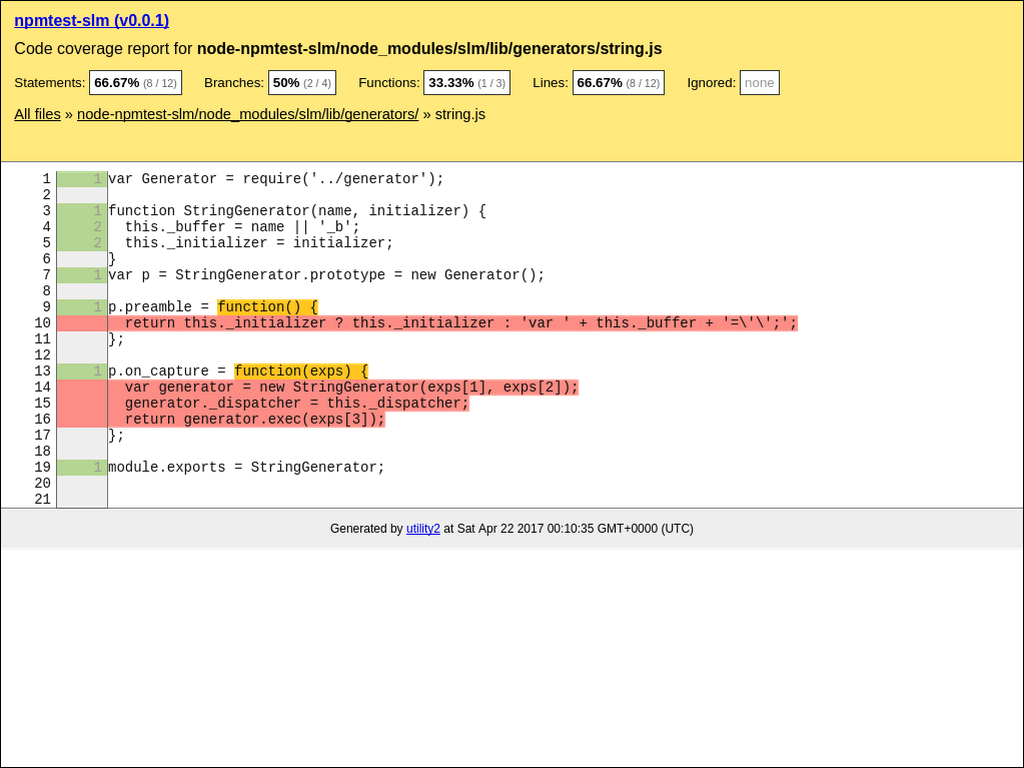 npmtest-slm (v0.0.1)
Code coverage report for node-npmtest-slm/node_modules/slm/lib/generators/string.js
Statements: 66.67% (8 / 12) Branches: 50% (2 / 4) Functions: 33.33% (1 / 3) Lines: 66.67% (8 / 12) Ignored: none
All files » node-npmtest-slm/node_modules/slm/lib/generators/ » string.js
1 1 var Generator = require('../generator');
2
3 1 function StringGenerator(name, initializer) {
4 2   this._buffer = name || '_b';
5 2   this._initializer = initializer;
6 }
7 1 var p = StringGenerator.prototype = new Generator();
8
9 1 p.preamble = function() {
10   return this._initializer ? this._initializer : 'var ' + this._buffer + '=\'\';';
11 };
12
13 1 p.on_capture = function(exps) {
14   var generator = new StringGenerator(exps[1], exps[2]);
15   generator._dispatcher = this._dispatcher;
16   return generator.exec(exps[3]);
17 };
18
19 1 module.exports = StringGenerator;
20
21
Generated by utility2 at Sat Apr 22 2017 00:10:35 GMT+0000 (UTC)